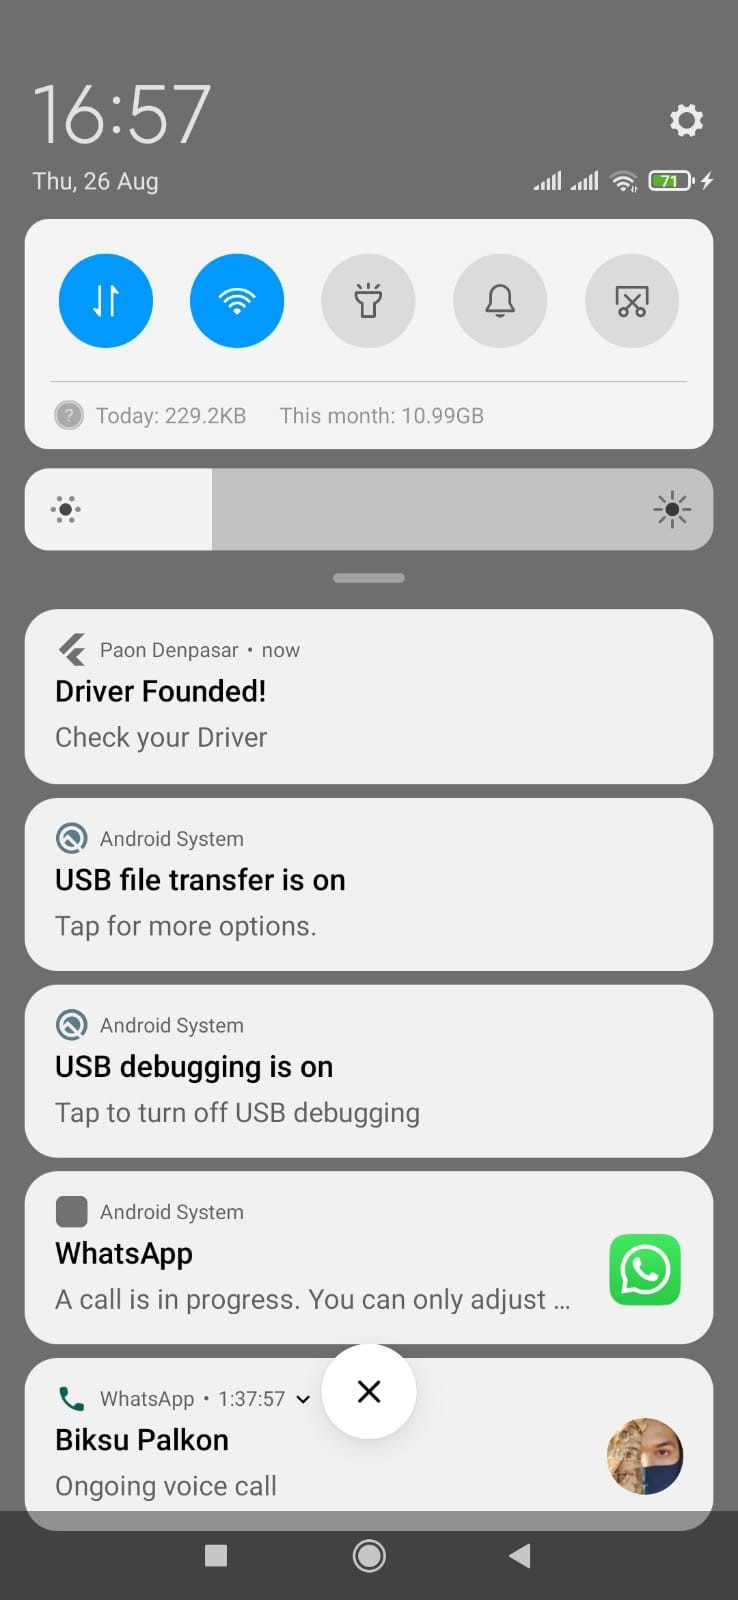 16:57
Thu, 26 Aug
71
? Today: 229.2KB This month: 10.99GB
Paon Denpasar • now
Driver Founded!
Check your Driver
Android System
USB file transfer is on
Tap for more options.
Android System
USB debugging is on
Tap to turn off USB debugging
Android System
WhatsApp
A call is in progress. You can only adjust ...
WhatsApp • 1:37:57
Biksu Palkon
Ongoing voice call